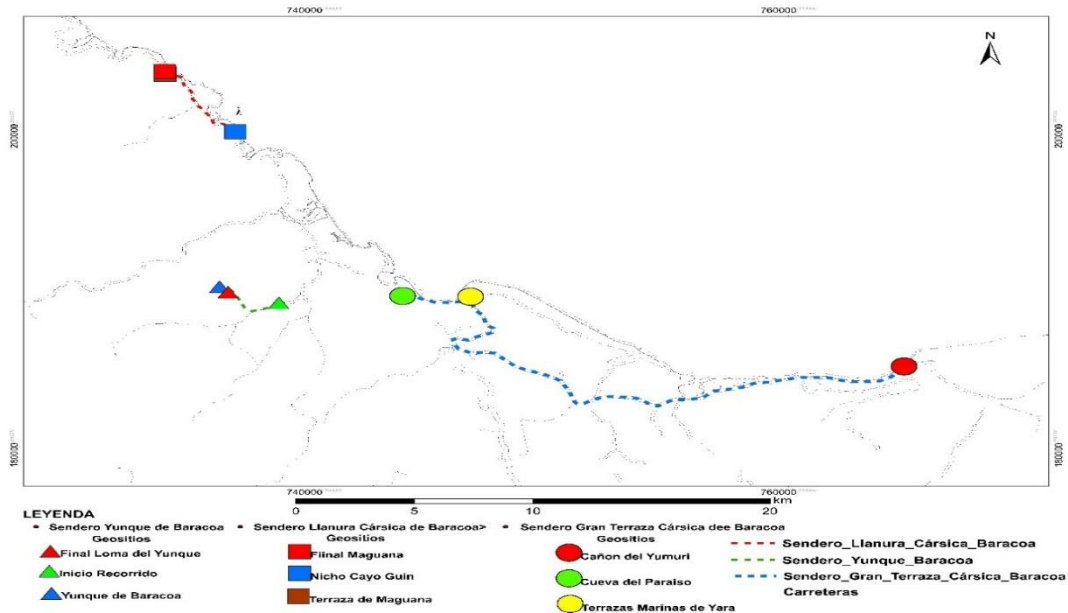 740000
760000
N
200000
200000
180000
180000
740000
760000
0
5
10
20
km
LEYENDA
Sendero Yunque de Baracoa
Geositios
Final Loma del Yunque
Inicio Recorrido
Yunque de Baracoa
Sendero Llanura Cársica de Baracoa>
Geositios
Fiinal Maguana
Nicho Cayo Guin
Terraza de Maguana
Sendero Gran Terraza Cársica dee Baracoa
Geositios
Cañon del Yumuri
Cueva del Paraiso
Terrazas Marinas de Yara
Sendero_Llanura_Cársica_Baracoa
Sendero_Yunque_Baracoa
Sendero_Gran_Terraza_Cársica_Baracoa
Carreteras